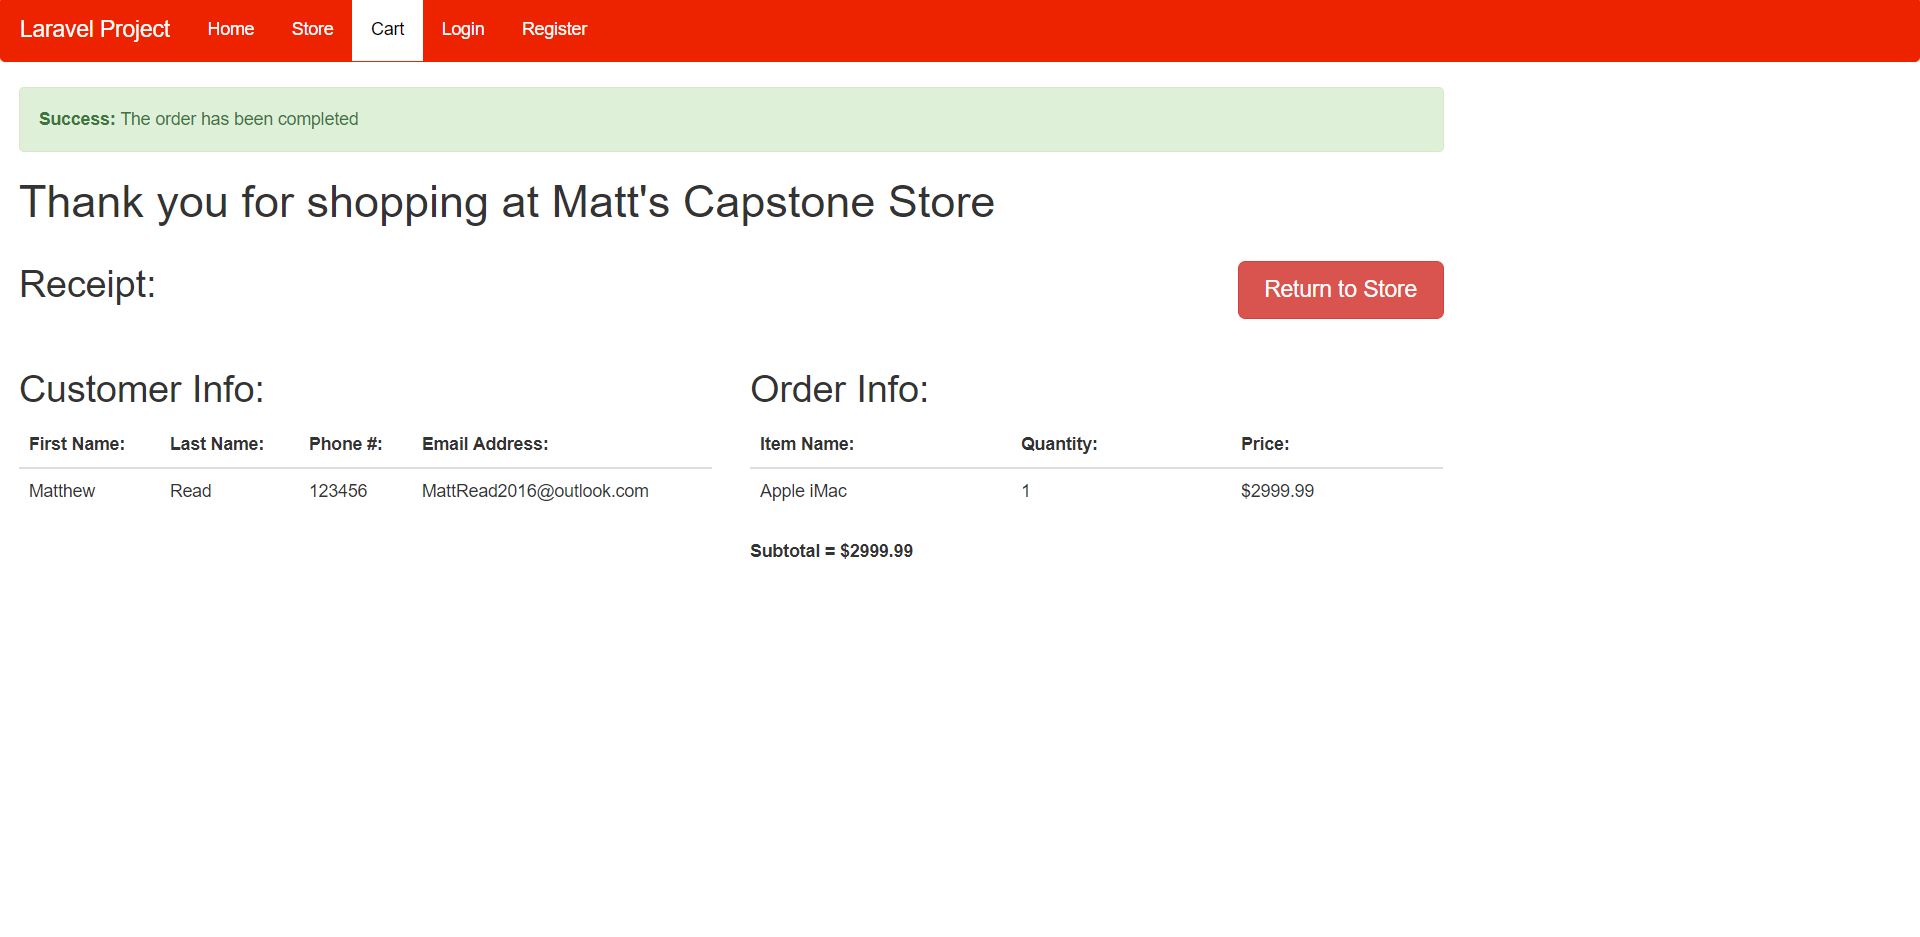 Laravel Project Home Store Cart Login Register
Success: The order has been completed
Thank you for shopping at Matt's Capstone Store
Receipt:
Return to Store
Customer Info:
First Name: Last Name: Phone #: Email Address:
Matthew Read 123456 MattRead2016@outlook.com
Order Info:
Item Name: Quantity: Price:
Apple iMac 1 $2999.99
Subtotal = $2999.99